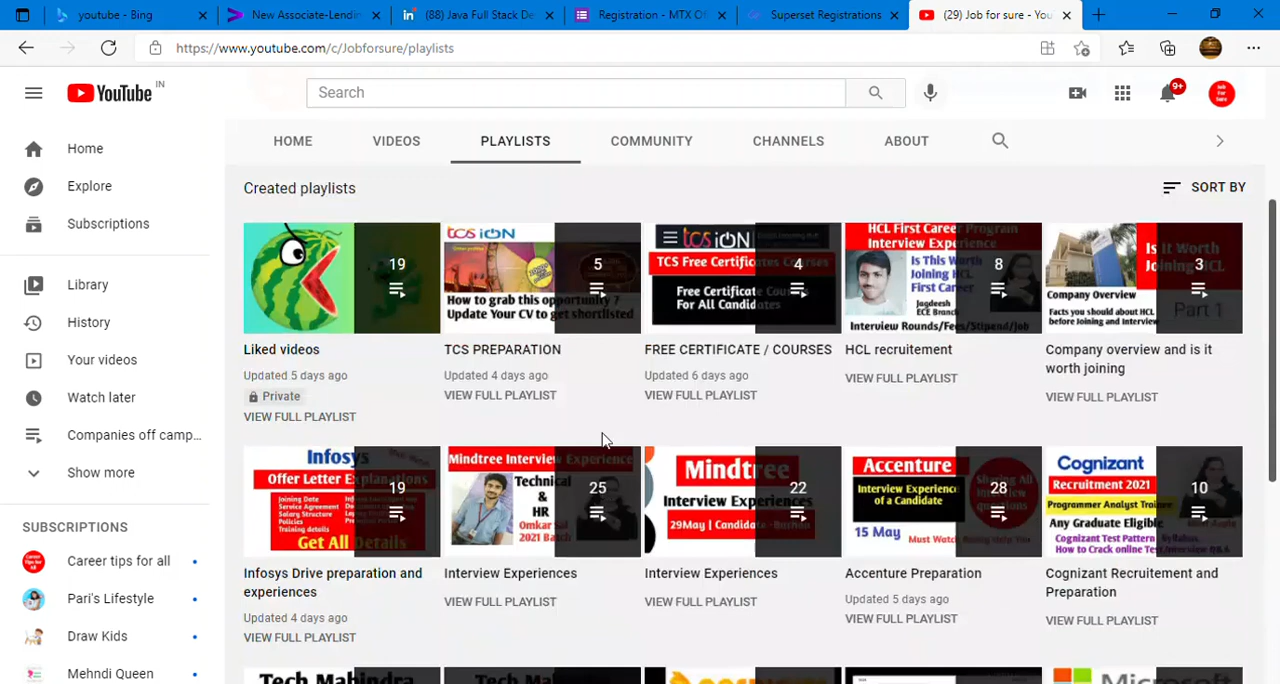 youtube - Bing
New Associate-Lendin
(88) Java Full Stack De
Registration - MTX Of
Superset Registrations
(29) Job for sure - You
https://www.youtube.com/c/Jobforsure/playlists
YouTube IN
Search
9+
Job For Sure
HOME VIDEOS PLAYLISTS COMMUNITY CHANNELS ABOUT
Home
Explore
Subscriptions
Library
History
Your videos
Watch later
Companies off camp...
Show more
SUBSCRIPTIONS
Career tips for all
Pari's Lifestyle
Draw Kids
Mehndi Queen
Created playlists
SORT BY
19
Liked videos
Updated 5 days ago
Private
VIEW FULL PLAYLIST
tcs iON
5
How to grab this opportunity ?
Update Your CV to get shortlisted
TCS PREPARATION
Updated 4 days ago
VIEW FULL PLAYLIST
tcs iON
TCS Free Certificate Courses
4
Free Certificate Courses
For All Candidates
FREE CERTIFICATE / COURSES
Updated 6 days ago
VIEW FULL PLAYLIST
HCL First Career Program
Interview Experience
Is This Worth
Joining HCL
First Career
8
Jagdeesh
ECE Branch
Interview Rounds/Fees/Stipend/Job
HCL recruitment
VIEW FULL PLAYLIST
Is it Worth
Joining HCL
3
Company Overview
Facts you should about HCL
before Joining and Interview
Part 1
Company overview and is it
worth joining
VIEW FULL PLAYLIST
Infosys
Offer Letter Explanations
19
Joining Date
Service Agreement
Salary Structure
Policies
Training details
Get All Details
Infosys Drive preparation and
experiences
Updated 4 days ago
VIEW FULL PLAYLIST
Mindtree Interview Experience
Technical
&
HR
25
Omkar
2021 Batch
Interview Experiences
VIEW FULL PLAYLIST
Mindtree
22
Interview Experiences
29May | Candidate
Interview Experiences
VIEW FULL PLAYLIST
Accenture
Interview Experience
of a Candidate
28
15 May
Must Watch
Accenture Preparation
Updated 5 days ago
VIEW FULL PLAYLIST
Cognizant
Recruitment 2021
10
Programmer Analyst Trainee
Any Graduate Eligible
Cognizant Test Pattern
How to Crack online Test/Interview Q&A
Cognizant Recruitment and
Preparation
VIEW FULL PLAYLIST
Tech Mahindra
Tech Mahindra
Microsoft